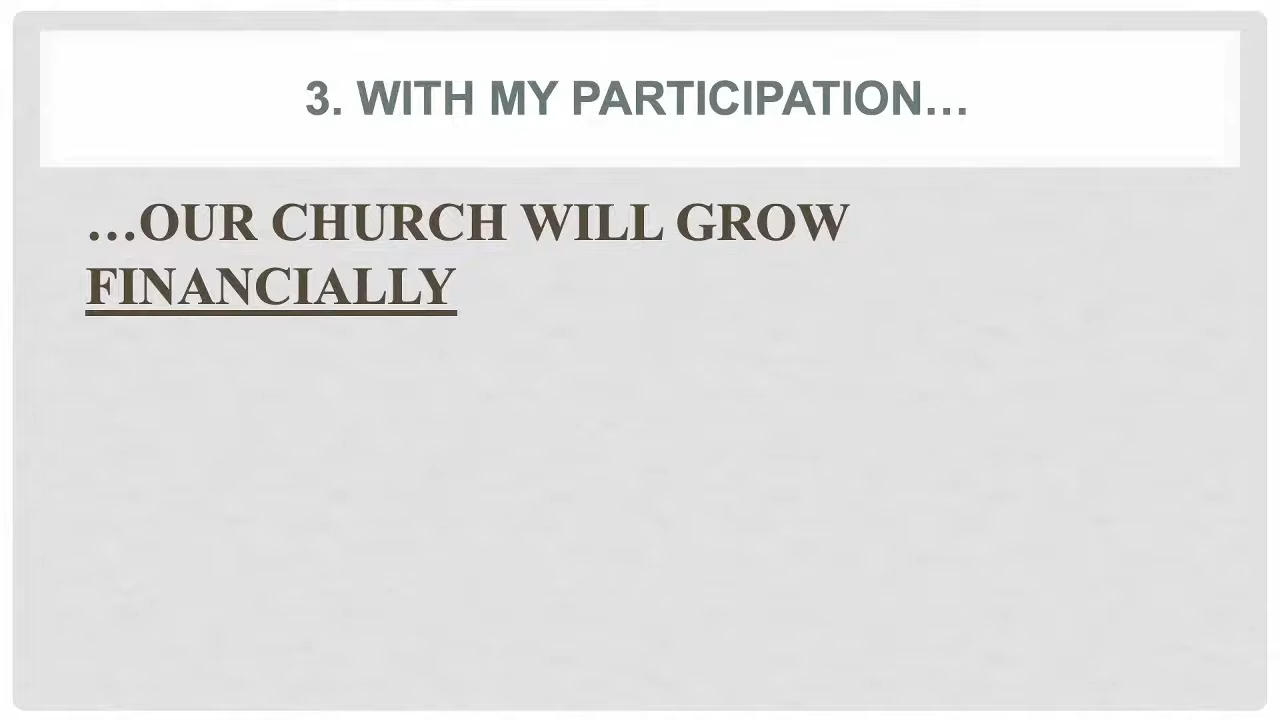 3. WITH MY PARTICIPATION…
…OUR CHURCH WILL GROW
FINANCIALLY